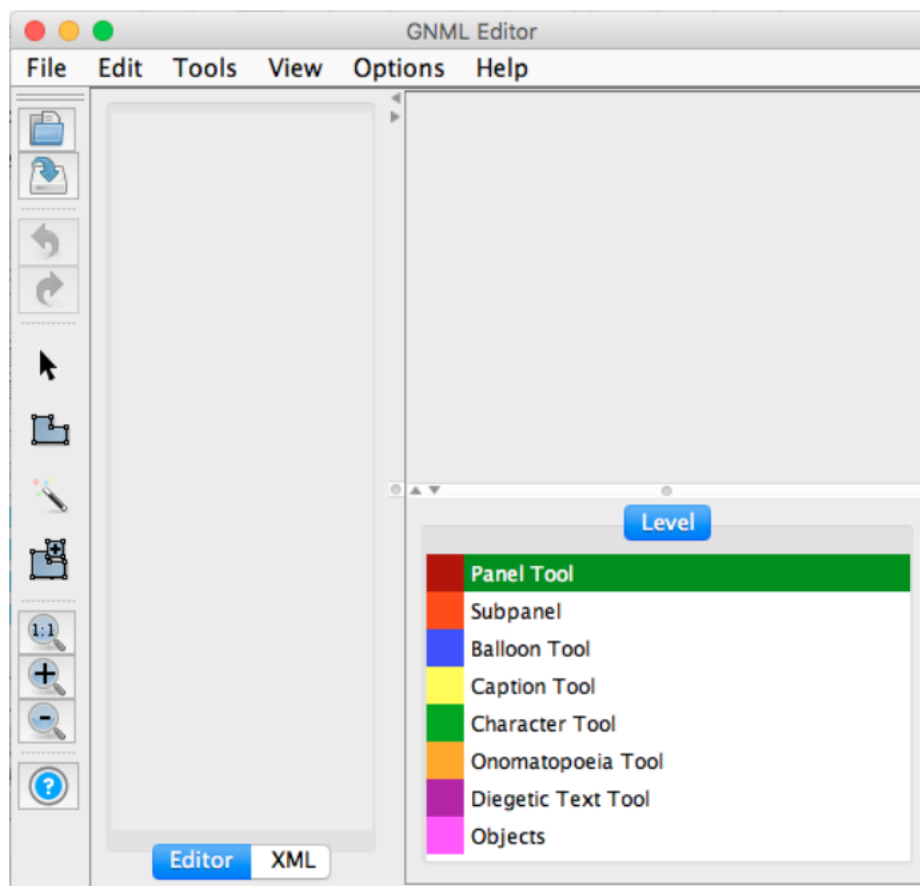 GNML Editor
File Edit Tools View Options Help
1:1
Level
Panel Tool
Subpanel
Balloon Tool
Caption Tool
Character Tool
Onomatopoeia Tool
Diegetic Text Tool
Objects
Editor XML